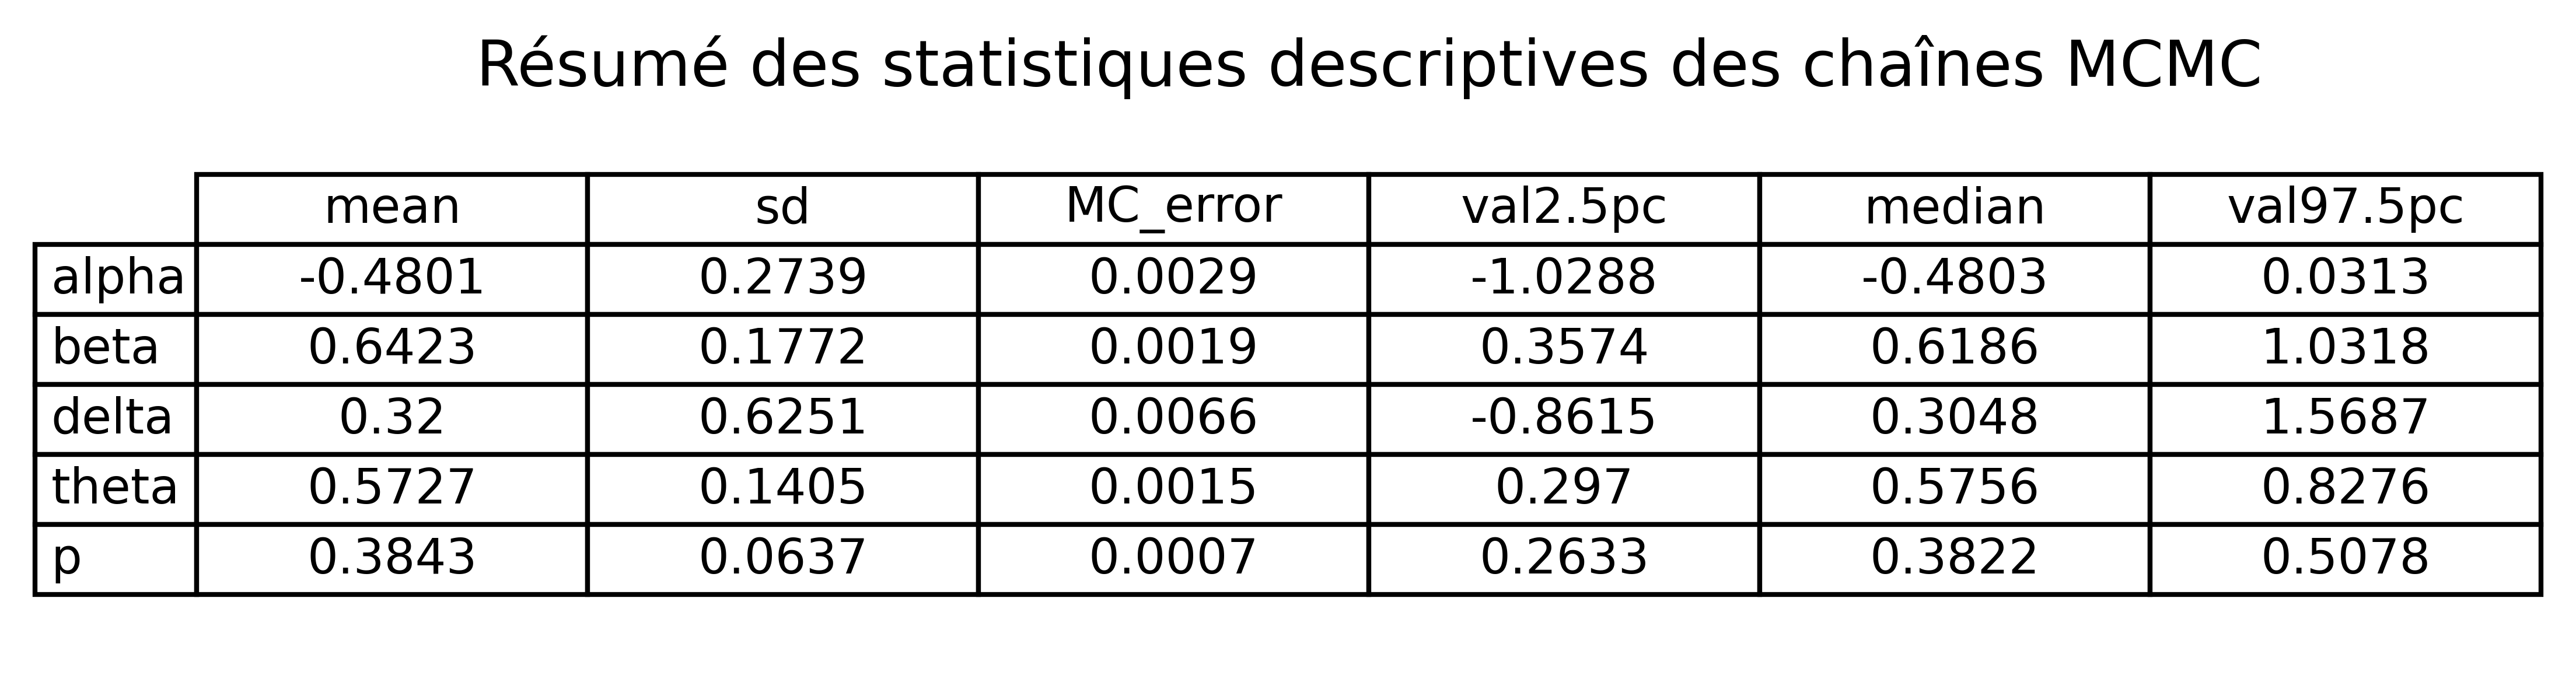 Résumé des statistiques descriptives des chaînes MCMC
mean sd MC_error val2.5pc median val97.5pc
alpha -0.4801 0.2739 0.0029 -1.0288 -0.4803 0.0313
beta 0.6423 0.1772 0.0019 0.3574 0.6186 1.0318
delta 0.32 0.6251 0.0066 -0.8615 0.3048 1.5687
theta 0.5727 0.1405 0.0015 0.297 0.5756 0.8276
p 0.3843 0.0637 0.0007 0.2633 0.3822 0.5078